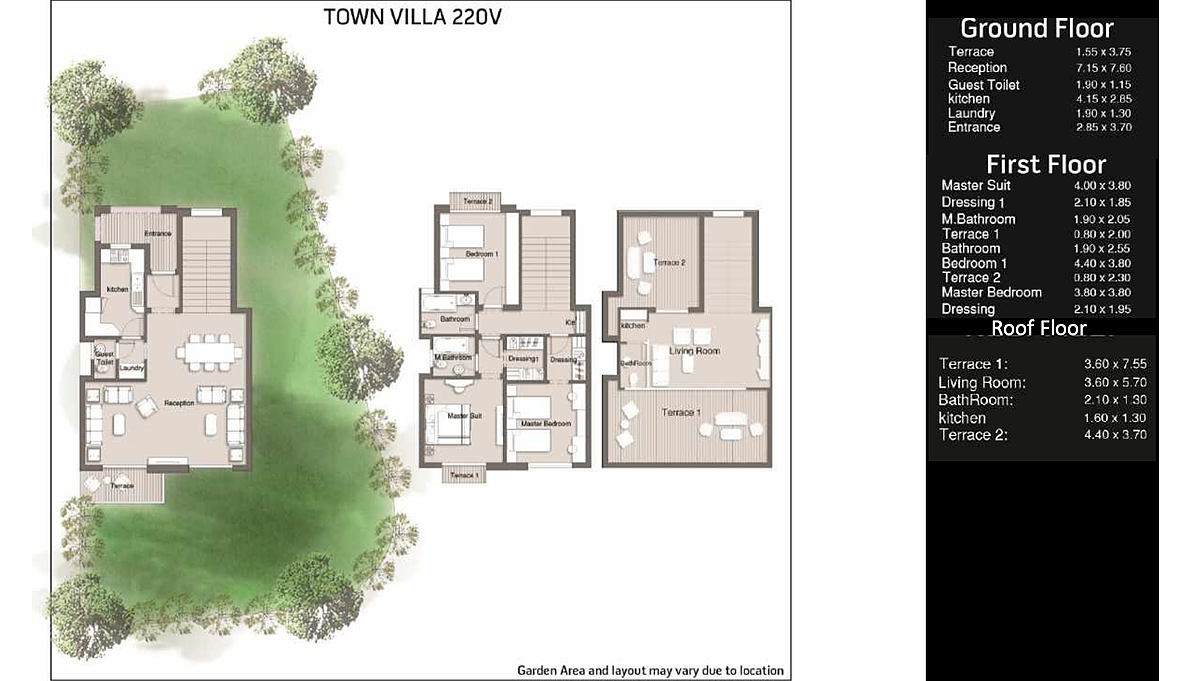 TOWN VILLA 220V
Entrance
kitchen
Guest
Toilet
Laundry
Reception
Terrace
Terrace 2
Bedroom 1
Bathroom
M.Bathroom
Dressing1
Dressing
Master Suit
Master Bedroom
Terrace 1
Terrace 2
kitchen
BathRoom
Living Room
Terrace 1
Garden Area and layout may vary due to location
Ground Floor
Terrace 1.55 x 3.75
Reception 7.15 x 7.60
Guest Toilet 1.90 x 1.15
kitchen 4.15 x 2.65
Laundry 1.90 x 1.30
Entrance 2.85 x 3.70
First Floor
Master Suit 4.00 x 3.80
Dressing 1 2.10 x 1.85
M.Bathroom 1.90 x 2.05
Terrace 1 0.80 x 2.00
Bathroom 1.90 x 2.55
Bedroom 1 4.40 x 3.80
Terrace 2 0.80 x 2.30
Master Bedroom 3.80 x 3.80
Dressing 2.10 x 1.95
Roof Floor
Terrace 1: 3.60 x 7.55
Living Room: 3.60 x 5.70
BathRoom: 2.10 x 1.30
kitchen 1.60 x 1.30
Terrace 2: 4.40 x 3.70